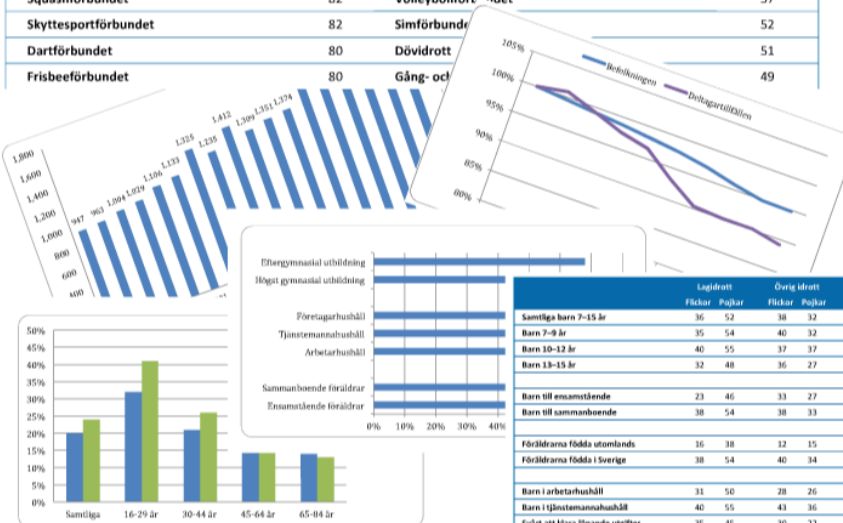 Skyttesportförbundet 82 Simförbunde 52
Dartförbundet 80 Dövidrott 51
Frisbeeförbundet 80 Gång- och 49
105%
100%
95%
90%
85%
80%
Befolkningen
Deltagartillfällen
1,800
1,600
1,400
1,200
1,000
800
600
400
947 963 1,004 1,029 1,106 1,133 1,325 1,235 1,412 1,309 1,351 1,374
Eftergymnasial utbildning
Högst gymnasial utbildning
Företagarhushåll
Tjänstemannahushåll
Arbetarhushåll
Sammanboende föräldrar
Ensamstående föräldrar
0% 10% 20% 30% 40%
50%
45%
40%
35%
30%
25%
20%
15%
10%
5%
0%
Samtliga 16-29 år 30-44 år 45-64 år 65-84 år
Lagidrott Övrig idrott
Flickor Pojkar Flickor Pojkar
Samtliga barn 7–15 år 36 52 38 32
Barn 7–9 år 35 54 40 32
Barn 10–12 år 40 55 37 37
Barn 13–15 år 32 48 36 27
Barn till ensamstående 23 46 33 27
Barn till sammanboende 38 54 38 33
Föräldrarna födda utomlands 16 38 12 15
Föräldrarna födda i Sverige 38 54 40 34
Barn i arbetarhushåll 31 50 28 26
Barn i tjänstemannahushåll 40 55 43 36